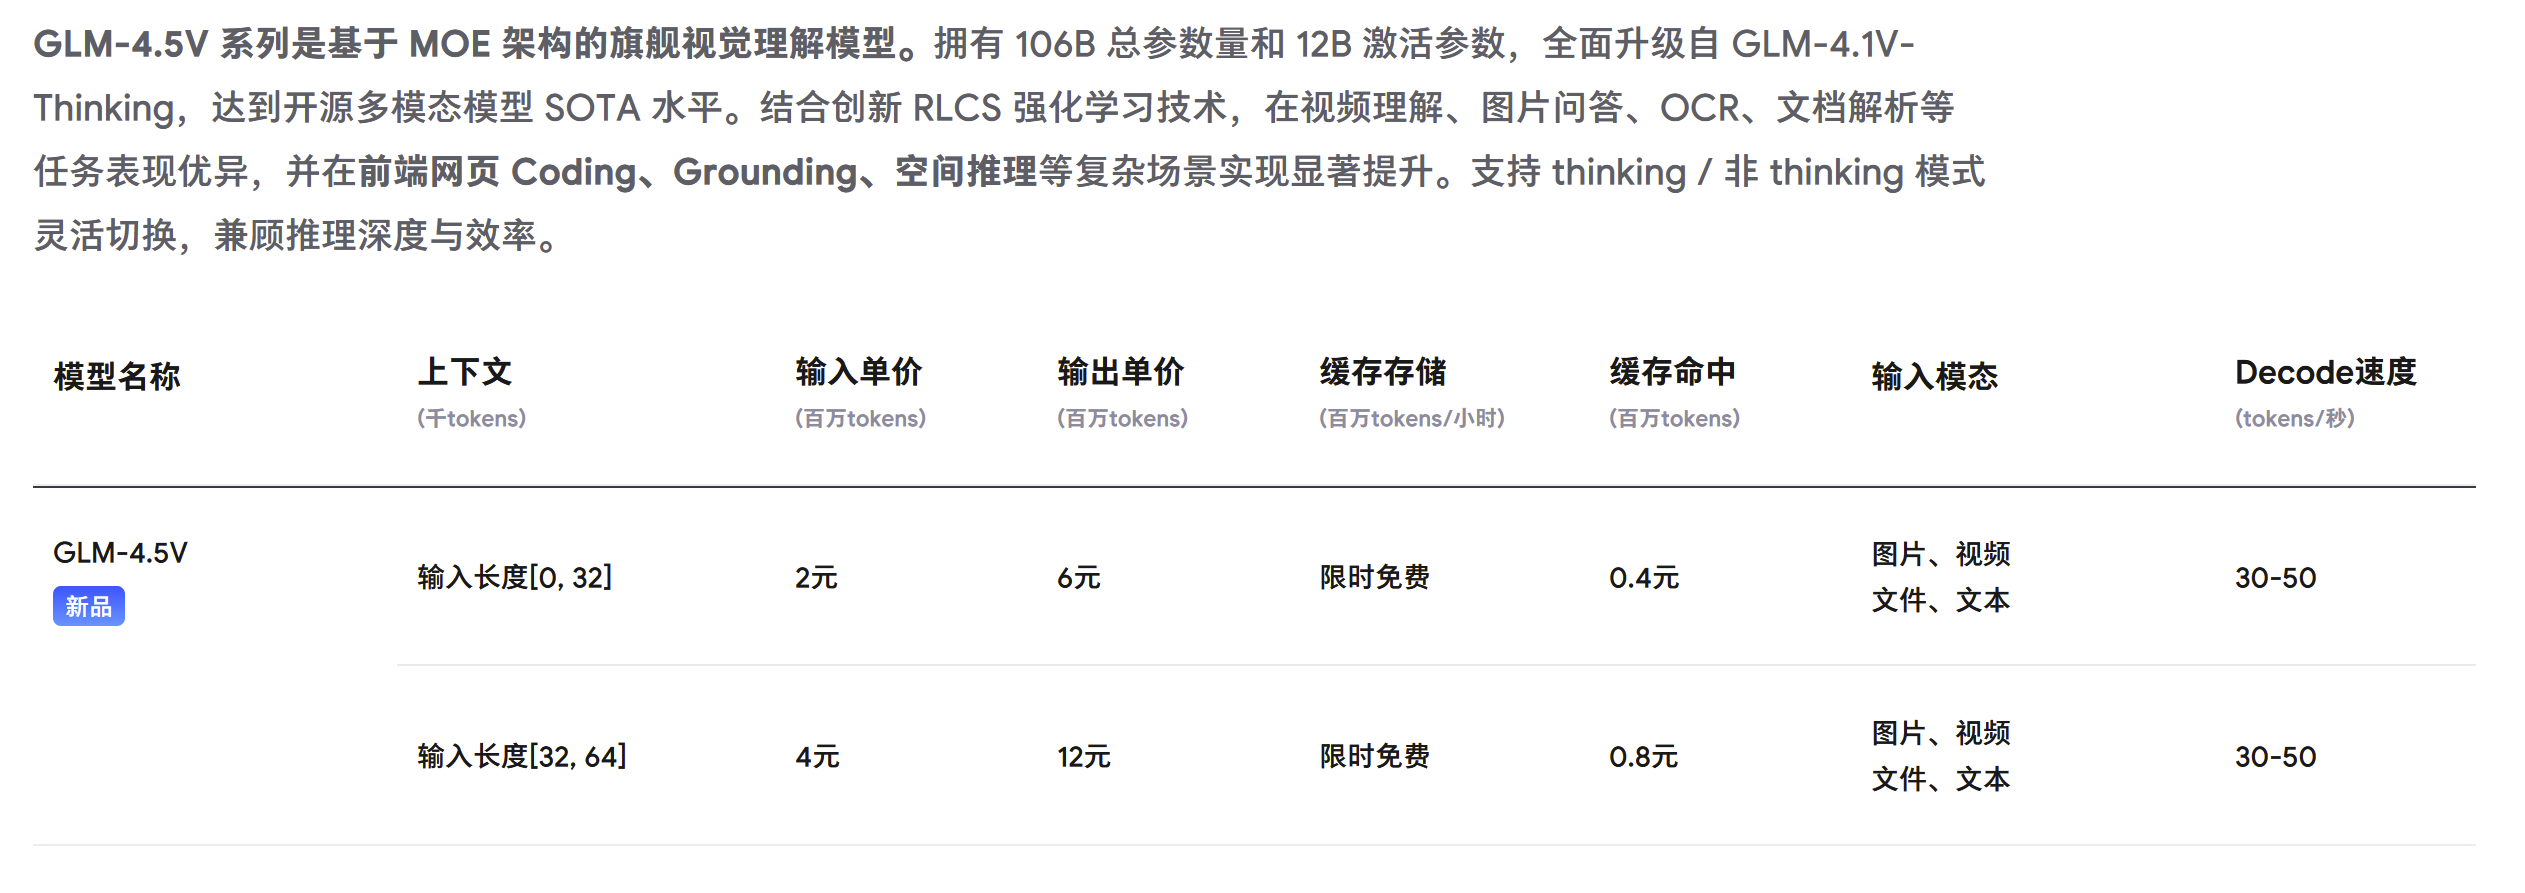 GLM-4.5V 系列是基于 MOE 架构的旗舰视觉理解模型。拥有 106B 总参数量和 12B 激活参数，全面升级自 GLM-4.1V-
Thinking，达到开源多模态模型 SOTA 水平。结合创新 RLCS 强化学习技术，在视频理解、图片问答、OCR、文档解析等
任务表现优异，并在前端网页 Coding、Grounding、空间推理等复杂场景实现显著提升。支持 thinking / 非 thinking 模式
灵活切换，兼顾推理深度与效率。
模型名称 上下文 输入单价 输出单价 缓存存储 缓存命中 输入模态 Decode速度
(千tokens) (百万tokens) (百万tokens) (百万tokens/小时) (百万tokens) (tokens/秒)
GLM-4.5V
新品
输入长度[0, 32] 2元 6元 限时免费 0.4元 图片、视频 30-50
文件、文本
输入长度[32, 64] 4元 12元 限时免费 0.8元 图片、视频 30-50
文件、文本